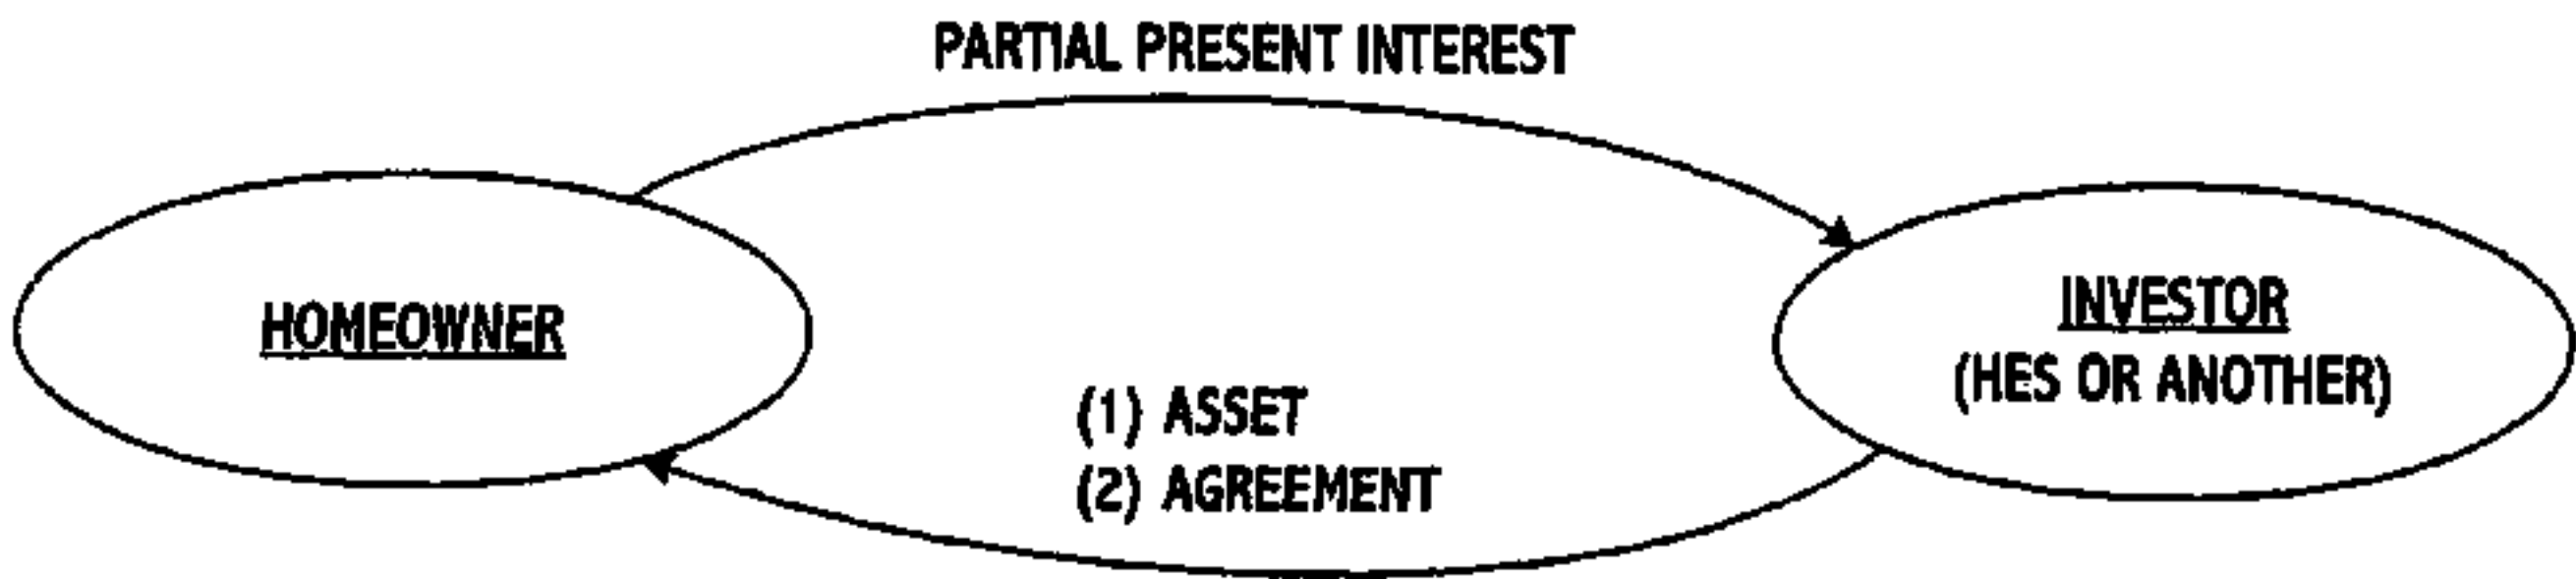 PARTIAL PRESENT INTEREST
HOMEOWNER
INVESTOR
(HES OR ANOTHER)
(1) ASSET
(2) AGREEMENT